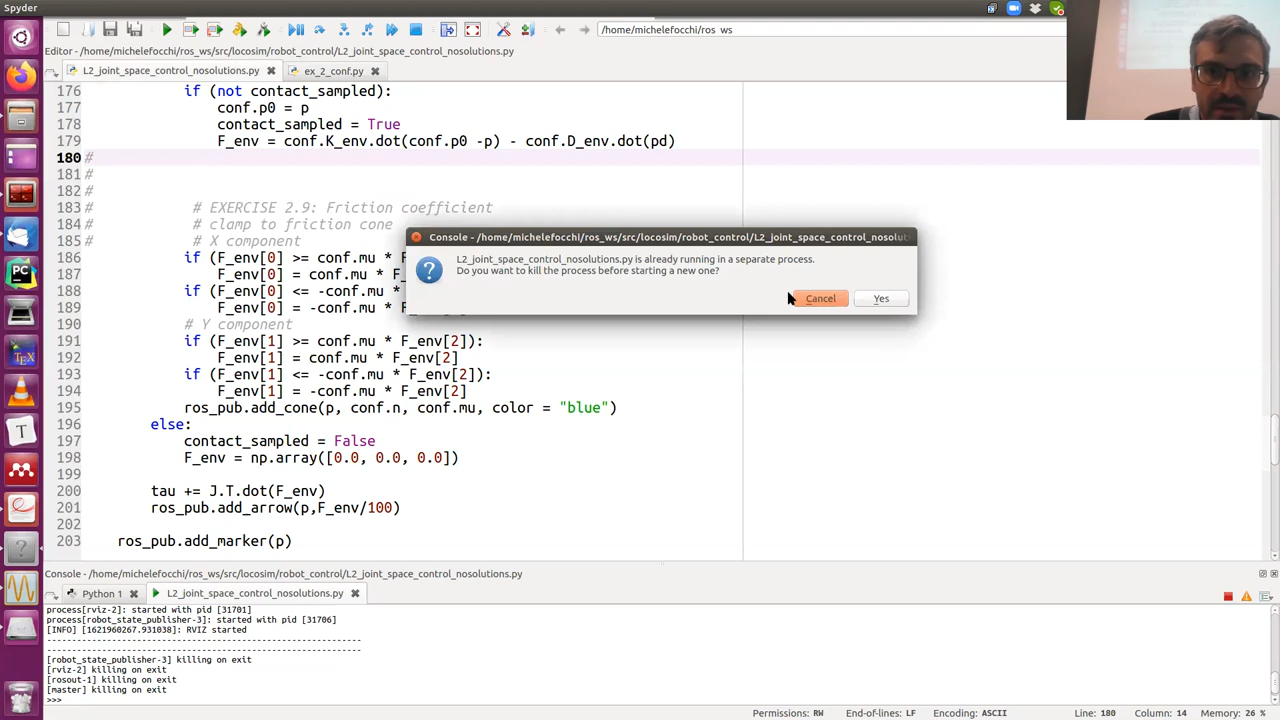 Spyder
/home/michelefocchi/ros_ws
Editor - /home/michelefocchi/ros_ws/src/locosim/robot_control/L2_joint_space_control_nosolutions.py
L2_joint_space_control_nosolutions.py
ex_2_conf.py
176 if (not contact_sampled):
177 conf.p0 = p
178 contact_sampled = True
179 F_env = conf.K_env.dot(conf.p0 -p) - conf.D_env.dot(pd)
180 #
181 #
182 #
183 # # EXERCISE 2.9: Friction coefficient
184 # # clamp to friction cone
185 # # X component
186 if (F_env[0] >= conf.mu *
187 F_env[0] = conf.mu *
188 if (F_env[0] <= -conf.mu *
189 F_env[0] = -conf.mu *
190 # Y component
191 if (F_env[1] >= conf.mu * F_env[2]):
192 F_env[1] = conf.mu * F_env[2]
193 if (F_env[1] <= -conf.mu * F_env[2]):
194 F_env[1] = -conf.mu * F_env[2]
195 ros_pub.add_cone(p, conf.n, conf.mu, color = "blue")
196 else:
197 contact_sampled = False
198 F_env = np.array([0.0, 0.0, 0.0])
199
200 tau += J.T.dot(F_env)
201 ros_pub.add_arrow(p,F_env/100)
202
203 ros_pub.add_marker(p)
Console - /home/michelefocchi/ros_ws/src/locosim/robot_control/L2_joint_space_control_nosolu
L2_joint_space_control_nosolutions.py is already running in a separate process.
Do you want to kill the process before starting a new one?
Cancel
Yes
Console - /home/michelefocchi/ros_ws/src/locosim/robot_control/L2_joint_space_control_nosolutions.py
Python 1
L2_joint_space_control_nosolutions.py
process[rviz-2]: started with pid [31701]
process[robot_state_publisher-3]: started with pid [31706]
[INFO] [1621960267.931038]: RVIZ started
------------------------------------------------------------
------------------------------------------------------------
[robot_state_publisher-3] killing on exit
[rviz-2] killing on exit
[rosout-1] killing on exit
[master] killing on exit
>>>
Permissions: RW End-of-lines: LF Encoding: ASCII Line: 180 Column: 14 Memory: 26 %